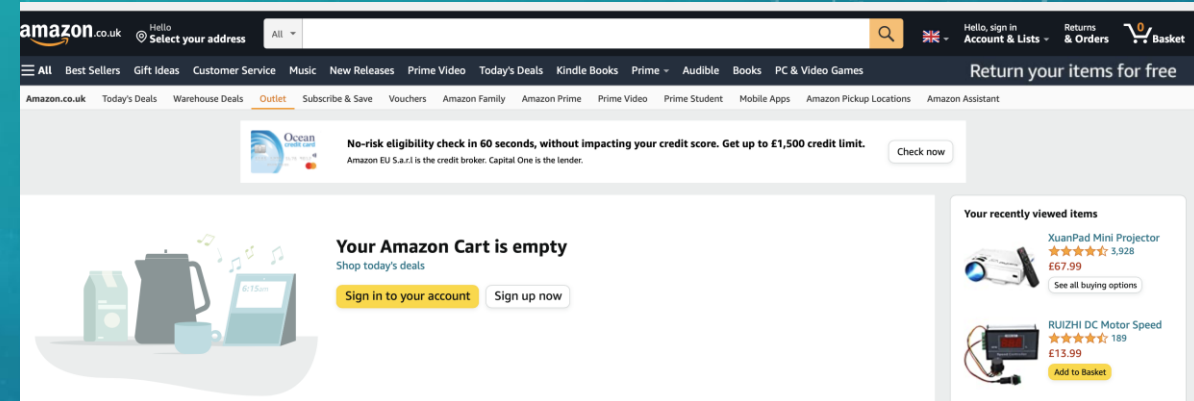 amazon.co.uk
Hello
Select your address
All
Hello, sign in
Account & Lists
Returns
& Orders
0
Basket
All Best Sellers Gift Ideas Customer Service Music New Releases Prime Video Today's Deals Kindle Books Prime Audible Books PC & Video Games
Return your items for free
Amazon.co.uk Today's Deals Warehouse Deals Outlet Subscribe & Save Vouchers Amazon Family Amazon Prime Prime Video Prime Student Mobile Apps Amazon Pickup Locations Amazon Assistant
Ocean
credit card
No-risk eligibility check in 60 seconds, without impacting your credit score. Get up to £1,500 credit limit.
Amazon EU S.a.r.l is the credit broker. Capital One is the lender.
Check now
6:15am
Your Amazon Cart is empty
Shop today's deals
Sign in to your account
Sign up now
Your recently viewed items
XuanPad Mini Projector
3,928
£67.99
See all buying options
RUIZHI DC Motor Speed
189
£13.99
Add to Basket